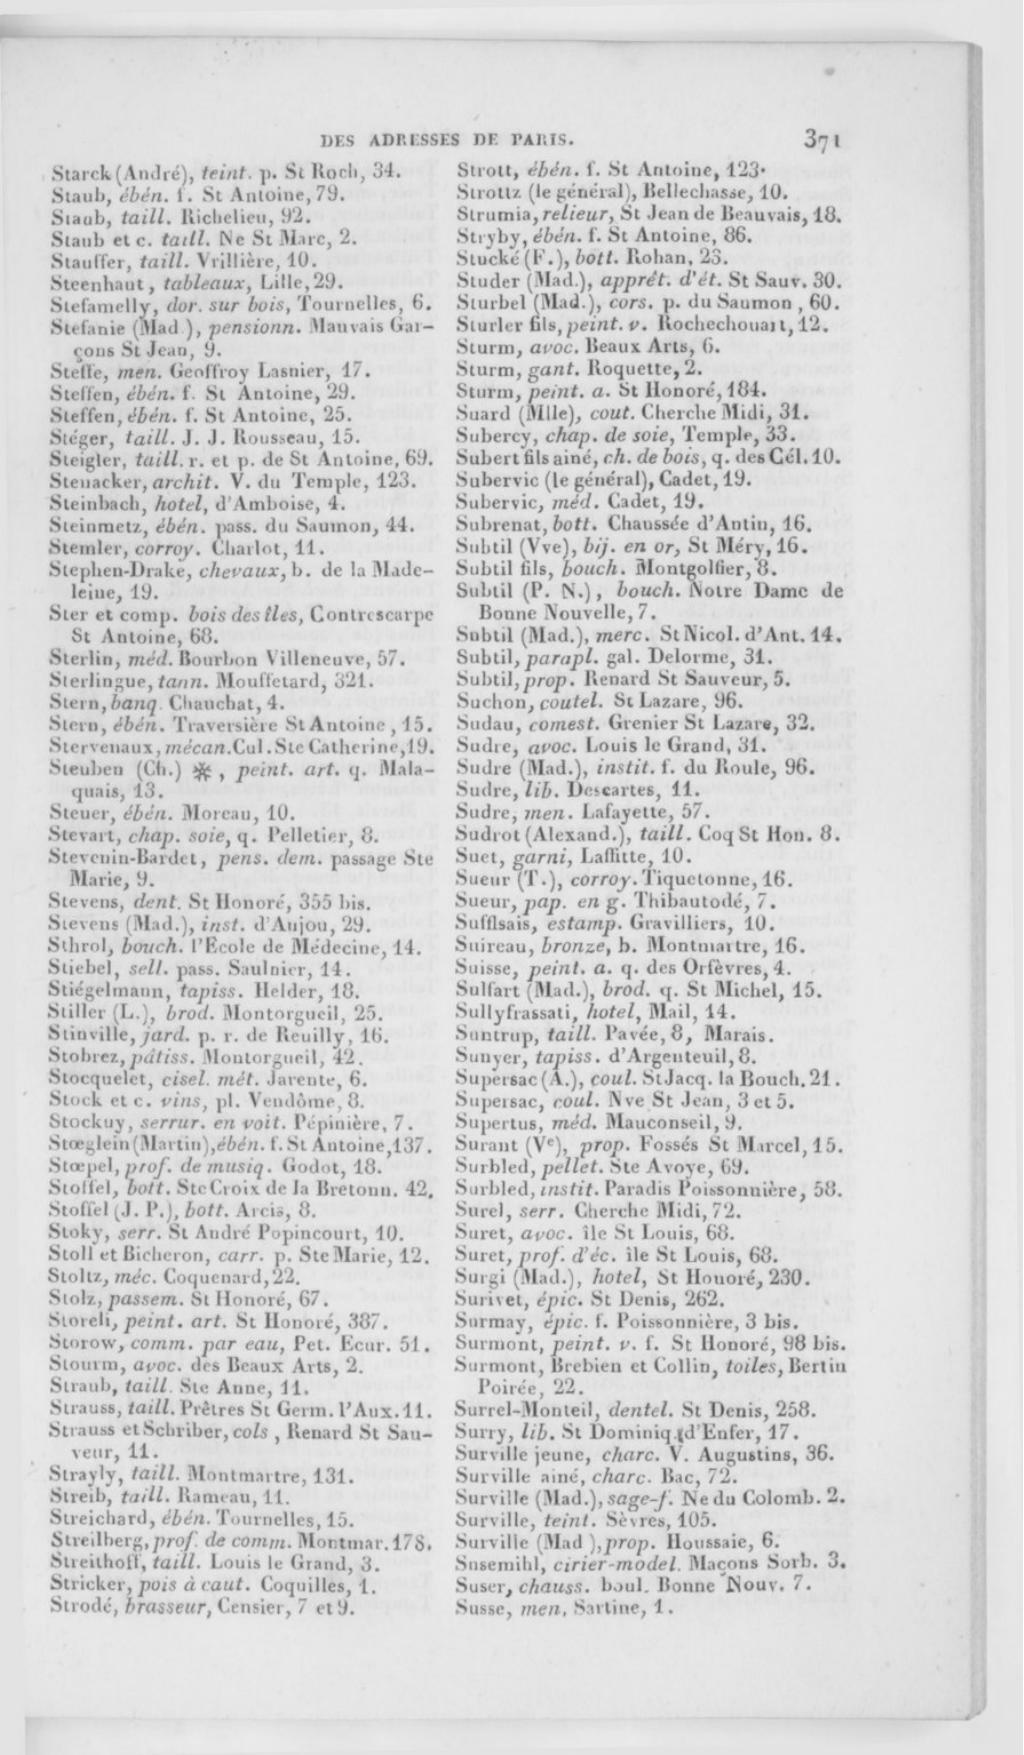 DES ADRESSES DE PARIS. 371
Starck (André), teint. p. St Roch, 34.
Staub, ébén. f. St Antoine, 79.
Staub, taill. Richelieu, 92.
Staub et c. taill. Ne St Marc, 2.
Stauffer, taill. Vrillière, 10.
Steenhaut, tableaux, Lille, 29.
Stefamelly, dor. sur bois, Tournelles, 6.
Stefanie (Mad.), pensionn. Mauvais Gar-
çons St Jean, 9.
Steffe, men. Geoffroy Lasnier, 17.
Steffen, ébén. f. St Antoine, 29.
Steffen, ébén. f. St Antoine, 25.
Stéger, taill. J. J. Rousseau, 15.
Steigler, taill. r. et p. de St Antoine, 69.
Stenacker, archit. V. du Temple, 123.
Steinbach, hotel, d'Amboise, 4.
Steinmetz, ébén. pass. du Saumon, 44.
Stemler, corroy. Charlot, 11.
Stephen-Drake, chevaux, b. de la Made-
leine, 19.
Ster et comp. bois des îles, Contrescarpe
St Antoine, 68.
Sterlin, méd. Bourbon Villeneuve, 57.
Sterlingue, tann. Mouffetard, 321.
Stern, banq. Chauchat, 4.
Stern, ébén. Traversière St Antoine, 15.
Stervenaux, mécan. Cul. Ste Catherine, 19.
Steuben (Ch.) ✻, peint. art. q. Mala-
quais, 13.
Steuer, ébén. Moreau, 10.
Stevart, chap. soie, q. Pelletier, 8.
Stevenin-Bardet, pens. dem. passage Ste
Marie, 9.
Stevens, dent. St Honoré, 355 bis.
Stevens (Mad.), inst. d'Anjou, 29.
Sthrol, bouch. l'Ecole de Médecine, 14.
Stiebel, sell. pass. Saulnier, 14.
Stiégelmann, tapiss. Helder, 18.
Stiller (L.), brod. Montorgueil, 25.
Stinville, jard. p. r. de Reuilly, 16.
Stobrez, pâtiss. Montorgueil, 42.
Stocquelet, cisel. mét. Jarente, 6.
Stock et c. vins, pl. Vendôme, 8.
Stockuy, serrur. en voit. Pépinière, 7.
Stœglein (Martin), ébén. f. St Antoine, 137.
Stœpel, prof. de musiq. Godot, 18.
Stoffel, bott. Ste Croix de la Bretonn. 42.
Stoffel (J. P.), bott. Arcis, 8.
Stoky, serr. St André Popincourt, 10.
Stoll et Bicheron, carr. p. Ste Marie, 12.
Stoltz, méc. Coquenard, 22.
Stolz, passem. St Honoré, 67.
Storeli, peint. art. St Honoré, 387.
Storow, comm. par eau, Pet. Ecur. 51.
Stourm, avoc. des Beaux Arts, 2.
Straub, taill. Ste Anne, 11.
Strauss, taill. Prêtres St Germ. l'Aux. 11.
Strauss et Schriber, cols, Renard St Sau-
veur, 11.
Strayly, taill. Montmartre, 131.
Streib, taill. Rameau, 11.
Streichard, ébén. Tournelles, 15.
Streilberg, prof. de comm. Montmar. 178.
Streithoff, taill. Louis le Grand, 3.
Stricker, pois à caut. Coquilles, 1.
Strodé, brasseur, Censier, 7 et 9.
Strott, ébén. f. St Antoine, 123.
Strottz (le général), Bellechasse, 10.
Strumia, relieur, St Jean de Beauvais, 18.
Stryby, ébén. f. St Antoine, 86.
Stucké (F.), bott. Rohan, 23.
Studer (Mad.), apprêt. d'ét. St Sauv. 30.
Sturbel (Mad.), cors. p. du Saumon, 60.
Sturler fils, peint. v. Rochechouart, 12.
Sturm, avoc. Beaux Arts, 6.
Sturm, gant. Roquette, 2.
Sturm, peint. a. St Honoré, 184.
Suard (Mlle), cout. Cherche Midi, 31.
Subercy, chap. de soie, Temple, 33.
Subert fils ainé, ch. de bois, q. des Cél. 10.
Subervic (le général), Cadet, 19.
Subervic, méd. Cadet, 19.
Subrenat, bott. Chaussée d'Antin, 16.
Subtil (Vve), bij. en or, St Méry, 16.
Subtil fils, bouch. Montgolfier, 8.
Subtil (P. N.), bouch. Notre Dame de
Bonne Nouvelle, 7.
Subtil (Mad.), merc. St Nicol. d'Ant. 14.
Subtil, parapl. gal. Delorme, 31.
Subtil, prop. Renard St Sauveur, 5.
Suchon, coutel. St Lazare, 96.
Sudau, comest. Grenier St Lazare, 32.
Sudre, avoc. Louis le Grand, 31.
Sudre (Mad.), instit. f. du Roule, 96.
Sudre, lib. Descartes, 11.
Sudre, men. Lafayette, 57.
Sudrot (Alexand.), taill. Coq St Hon. 8.
Suet, garni, Laffitte, 10.
Sueur (T.), corroy. Tiquetonne, 16.
Sueur, pap. en g. Thibautodé, 7.
Sufflsais, estamp. Gravilliers, 10.
Suireau, bronze, b. Montmartre, 16.
Suisse, peint. a. q. des Orfèvres, 4.
Sulfart (Mad.), brod. q. St Michel, 15.
Sullyfrassati, hotel, Mail, 14.
Suntrup, taill. Pavée, 8, Marais.
Sunyer, tapiss. d'Argenteuil, 8.
Supersac (A.), coul. St Jacq. la Bouch. 21.
Supersac, coul. Nve St Jean, 3 et 5.
Supertus, méd. Mauconseil, 9.
Surant (Ve), prop. Fossés St Marcel, 15.
Surbled, pellet. Ste Avoye, 69.
Surbled, instit. Paradis Poissonnière, 58.
Surel, serr. Cherche Midi, 72.
Suret, avoc. île St Louis, 68.
Suret, prof. d'éc. île St Louis, 68.
Surgi (Mad.), hotel, St Honoré, 230.
Surivet, épic. St Denis, 262.
Surmay, épic. f. Poissonnière, 3 bis.
Surmont, peint. v. f. St Honoré, 98 bis.
Surmont, Brebien et Collin, toiles, Bertin
Poirée, 22.
Surrel-Monteil, dentel. St Denis, 258.
Surry, lib. St Dominiq. d'Enfer, 17.
Surville jeune, charc. V. Augustins, 36.
Surville ainé, charc. Bac, 72.
Surville (Mad.), sage-f. Ne du Colomb. 2.
Surville, teint. Sèvres, 105.
Surville (Mad), prop. Houssaie, 6.
Susemihl, cirier-model. Maçons Sorb. 3.
Suser, chauss. boul. Bonne Nouv. 7.
Susse, men. Sartine, 1.